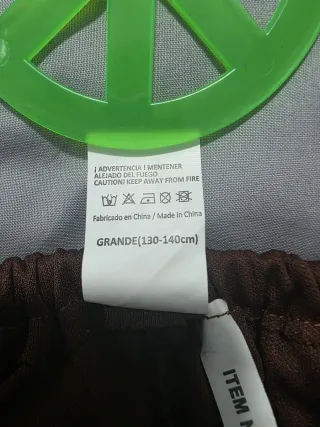 ¡ ADVERTENCIA ! MENTENER
ALEJADO DEL FUEGO
CAUTION! KEEP AWAY FROM FIRE
Fabricado en China / Made in China
GRANDE(130-140cm)
ITEM